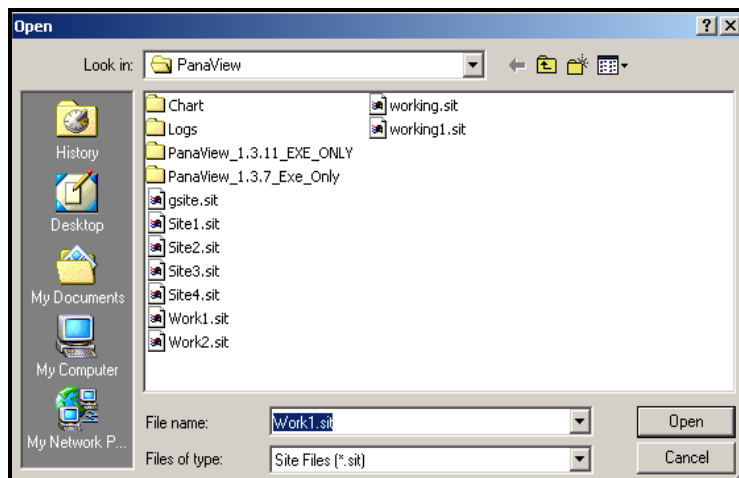 Open
Look in: PanaView
History
Desktop
My Documents
My Computer
My Network P...
Chart
Logs
PanaView_1.3.11_EXE_ONLY
PanaView_1.3.7_Exe_Only
gsite.sit
Site1.sit
Site2.sit
Site3.sit
Site4.sit
Work1.sit
Work2.sit
working.sit
working1.sit
File name: Work1.sit Open
Files of type: Site Files (*.sit) Cancel